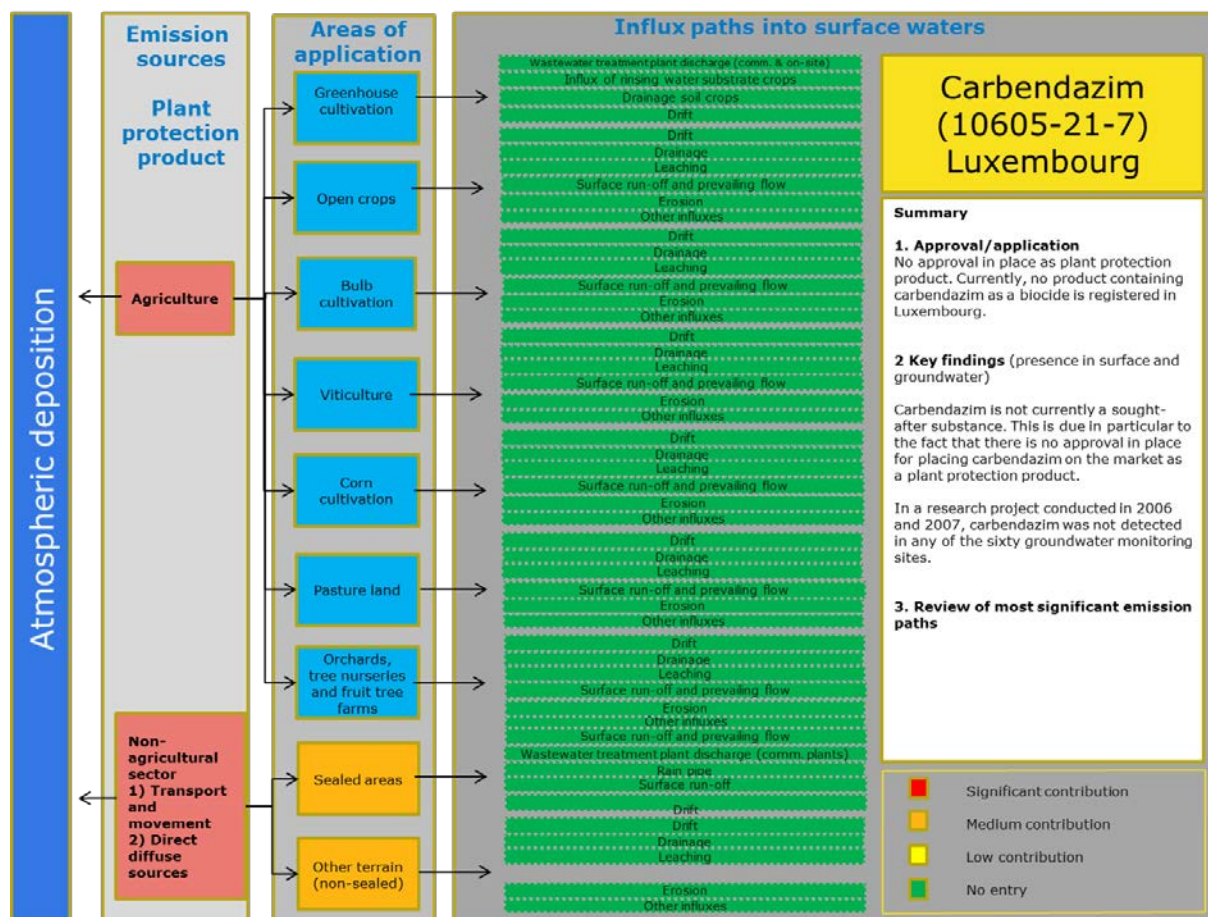 Atmospheric deposition
Emission
sources
Plant
protection
product
Agriculture
Non-
agricultural
sector
1) Transport
and
movement
2) Direct
diffuse
sources
Areas of
application
Greenhouse
cultivation
Open crops
Bulb
cultivation
Viticulture
Corn
cultivation
Pasture land
Orchards,
tree nurseries
and fruit tree
farms
Sealed areas
Other terrain
(non-sealed)
Influx paths into surface waters
Wastewater treatment plant discharge (comm. & on-site)
Influx of rinsing water substrate crops
Drainage soil crops
Drift
Drift
Drainage
Leaching
Surface run-off and prevailing flow
Erosion
Other influxes
Drift
Drainage
Leaching
Surface run-off and prevailing flow
Erosion
Other influxes
Drift
Drainage
Leaching
Surface run-off and prevailing flow
Erosion
Other influxes
Drift
Drainage
Leaching
Surface run-off and prevailing flow
Erosion
Other influxes
Drift
Drainage
Leaching
Surface run-off and prevailing flow
Erosion
Other influxes
Drift
Drainage
Leaching
Surface run-off and prevailing flow
Erosion
Other influxes
Surface run-off and prevailing flow
Wastewater treatment plant discharge (comm. plants)
Rain pipe
Surface run-off
Drift
Drift
Drainage
Leaching
Erosion
Other influxes
Carbendazim
(10605-21-7)
Luxembourg
Summary
1. Approval/application
No approval in place as plant protection
product. Currently, no product containing
carbendazim as a biocide is registered in
Luxembourg.
2 Key findings (presence in surface and
groundwater)
Carbendazim is not currently a sought-
after substance. This is due in particular to
the fact that there is no approval in place
for placing carbendazim on the market as
a plant protection product.
In a research project conducted in 2006
and 2007, carbendazim was not detected
in any of the sixty groundwater monitoring
sites.
3. Review of most significant emission
paths
Significant contribution
Medium contribution
Low contribution
No entry